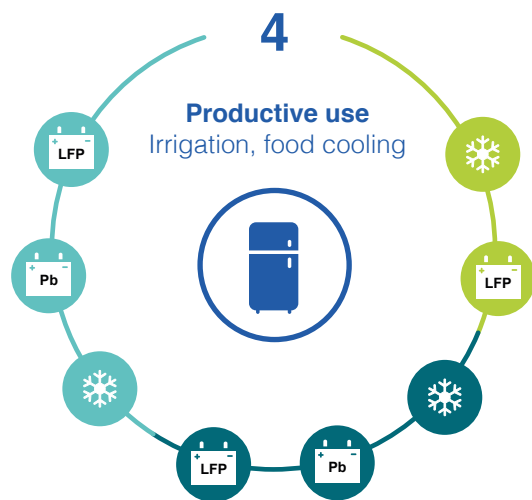 4
Productive use
Irrigation, food cooling
+ −
LFP
+ −
Pb
+ −
LFP
+ −
Pb
+ −
LFP